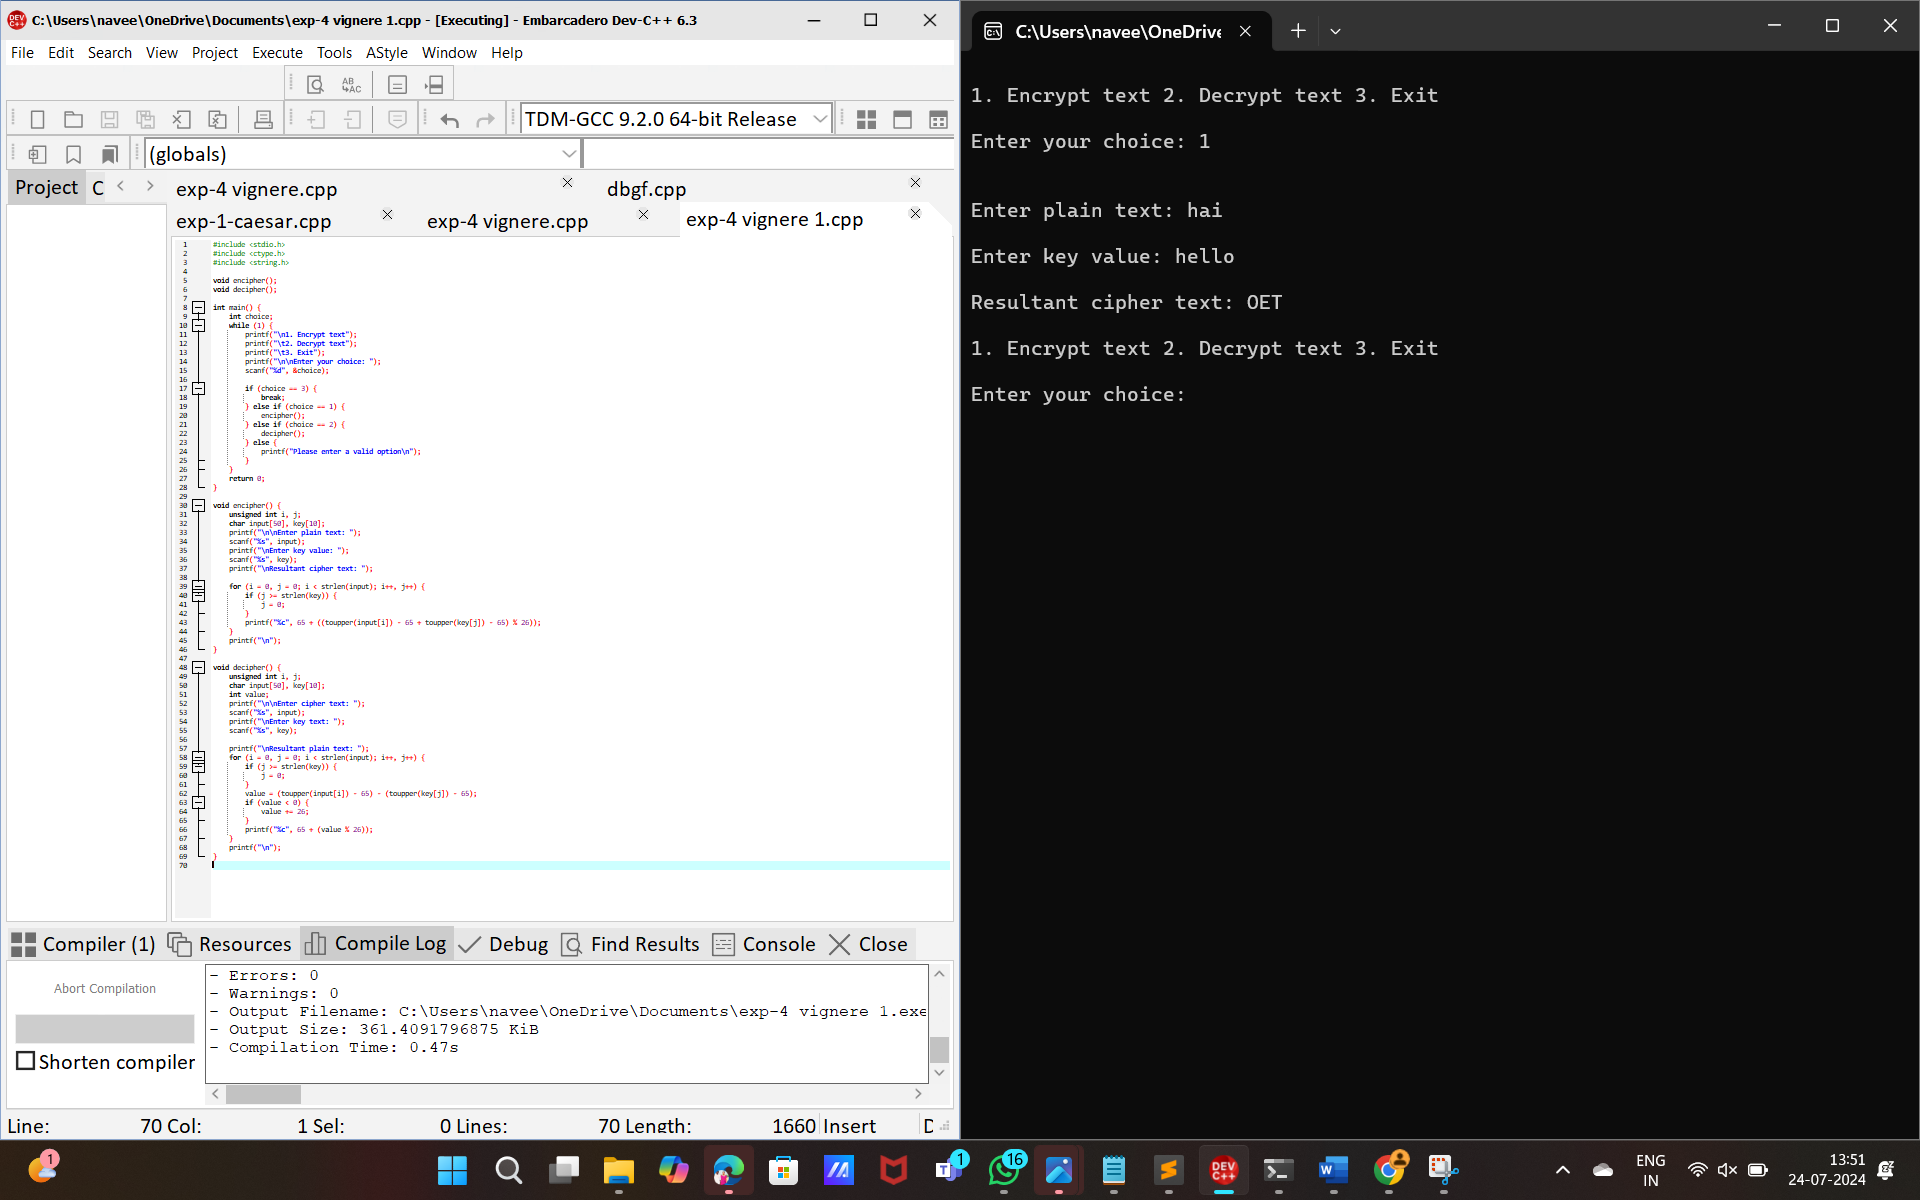 C:\Users\navee\OneDrive\Documents\exp-4 vignere 1.cpp - [Executing] - Embarcadero Dev-C++ 6.3
File Edit Search View Project Execute Tools AStyle Window Help
TDM-GCC 9.2.0 64-bit Release
(globals)
Project C
exp-4 vignere.cpp dbgf.cpp
exp-1-caesar.cpp exp-4 vignere.cpp exp-4 vignere 1.cpp
1 #include <stdio.h>
2 #include <ctype.h>
3 #include <string.h>
4
5 void encipher();
6 void decipher();
7
8 int main() {
9 int choice;
10 while (1) {
11 printf("\n1. Encrypt text");
12 printf("\t2. Decrypt text");
13 printf("\t3. Exit");
14 printf("\n\nEnter your choice: ");
15 scanf("%d", &choice);
16
17 if (choice == 3) {
18 break;
19 } else if (choice == 1) {
20 encipher();
21 } else if (choice == 2) {
22 decipher();
23 } else {
24 printf("Please enter a valid option\n");
25 }
26 }
27 return 0;
28 }
29
30 void encipher() {
31 unsigned int i, j;
32 char input[50], key[10];
33 printf("\n\nEnter plain text: ");
34 scanf("%s", input);
35 printf("\nEnter key value: ");
36 scanf("%s", key);
37 printf("\nResultant cipher text: ");
38
39 for (i = 0, j = 0; i < strlen(input); i++, j++) {
40 if (j >= strlen(key)) {
41 j = 0;
42 }
43 printf("%c", 65 + ((toupper(input[i]) - 65 + toupper(key[j]) - 65) % 26));
44 }
45 printf("\n");
46 }
47
48 void decipher() {
49 unsigned int i, j;
50 char input[50], key[10];
51 int value;
52 printf("\n\nEnter cipher text: ");
53 scanf("%s", input);
54 printf("\nEnter key text: ");
55 scanf("%s", key);
56
57 printf("\nResultant plain text: ");
58 for (i = 0, j = 0; i < strlen(input); i++, j++) {
59 if (j >= strlen(key)) {
60 j = 0;
61 }
62 value = (toupper(input[i]) - 65) - (toupper(key[j]) - 65);
63 if (value < 0) {
64 value += 26;
65 }
66 printf("%c", 65 + (value % 26));
67 }
68 printf("\n");
69 }
70
Compiler (1) Resources Compile Log Debug Find Results Console Close
Abort Compilation
Shorten compiler
- Errors: 0
- Warnings: 0
- Output Filename: C:\Users\navee\OneDrive\Documents\exp-4 vignere 1.exe
- Output Size: 361.4091796875 KiB
- Compilation Time: 0.47s
Line: 70 Col: 1 Sel: 0 Lines: 70 Length: 1660 Insert D
C:\Users\navee\OneDrive
1. Encrypt text 2. Decrypt text 3. Exit
Enter your choice: 1
Enter plain text: hai
Enter key value: hello
Resultant cipher text: OET
1. Encrypt text 2. Decrypt text 3. Exit
Enter your choice:
1
1
16
DEV C++
ENG
IN
13:51
24-07-2024